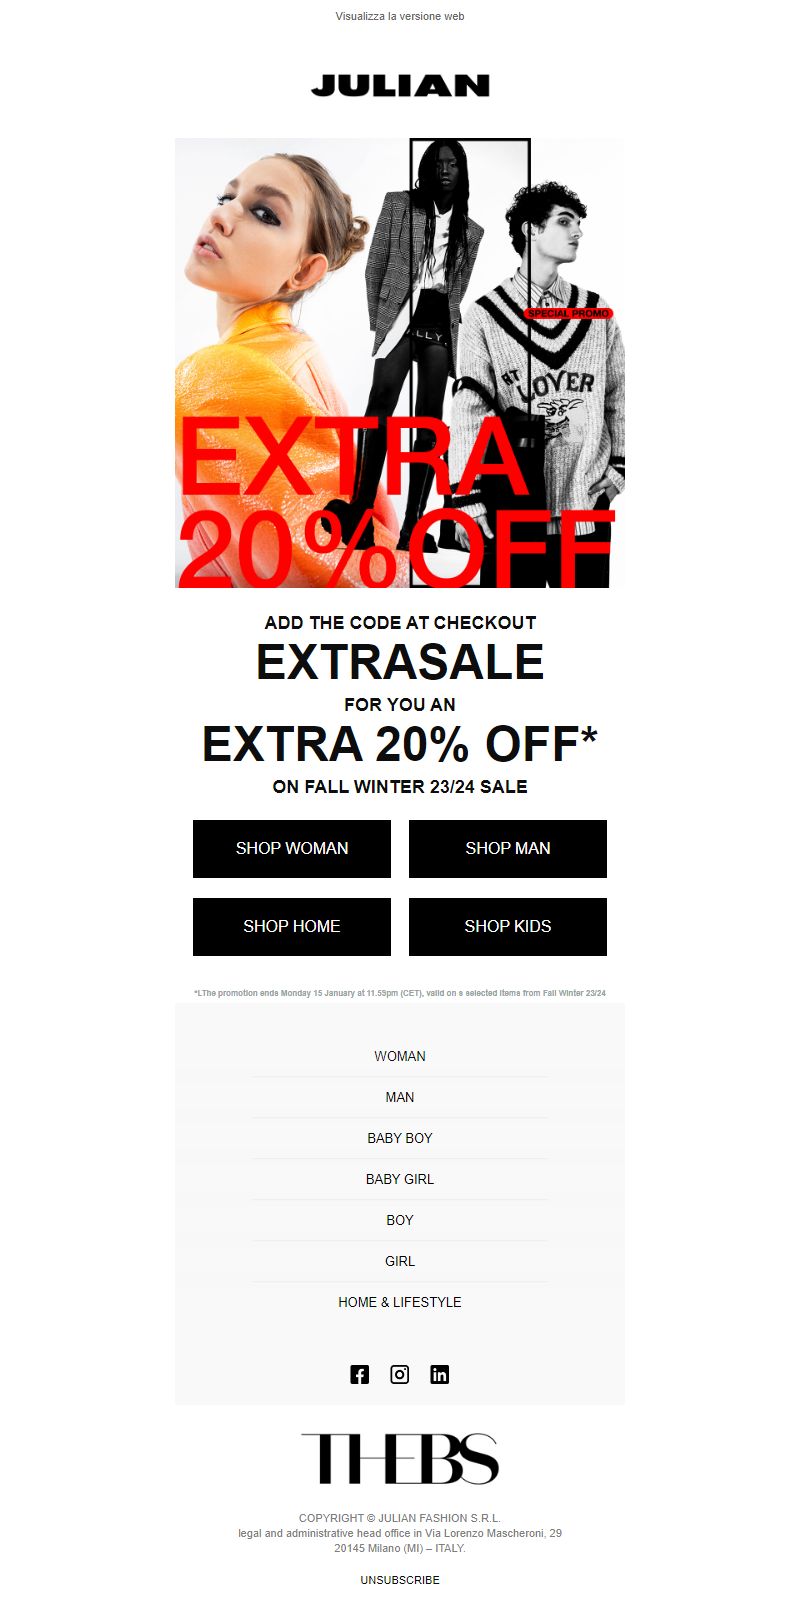 Visualizza la versione web
JULIAN
SPECIAL PROMO
LLY
ART
LOVER
EXTRA
20%OFF
ADD THE CODE AT CHECKOUT
EXTRASALE
FOR YOU AN
EXTRA 20% OFF*
ON FALL WINTER 23/24 SALE
SHOP WOMAN
SHOP MAN
SHOP HOME
SHOP KIDS
*LThe promotion ends Monday 15 January at 11.59pm (CET), valid on s selected items from Fall Winter 23/24
WOMAN
MAN
BABY BOY
BABY GIRL
BOY
GIRL
HOME & LIFESTYLE
THEBS
COPYRIGHT © JULIAN FASHION S.R.L.
legal and administrative head office in Via Lorenzo Mascheroni, 29
20145 Milano (MI) – ITALY.
UNSUBSCRIBE